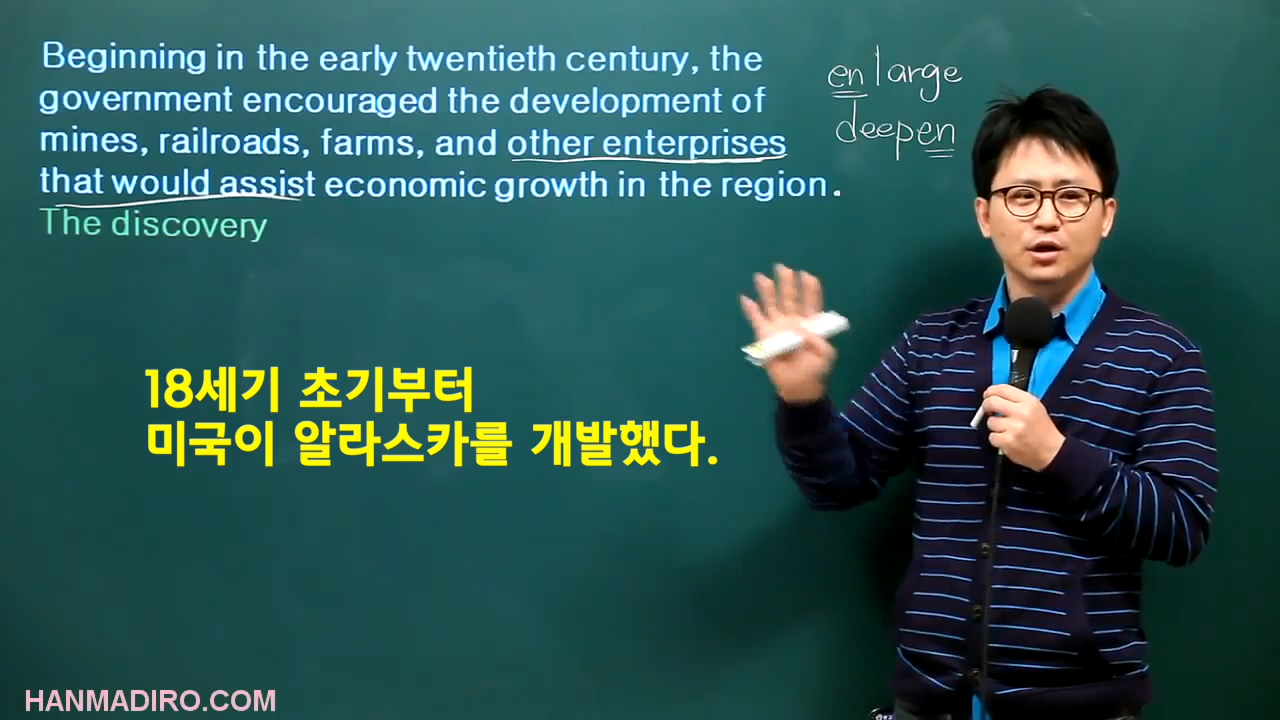 Beginning in the early twentieth century, the
government encouraged the development of
mines, railroads, farms, and other enterprises
that would assist economic growth in the region.
The discovery
enlarge
deepen
18세기 초기부터
미국이 알라스카를 개발했다.
HANMADIRO.COM